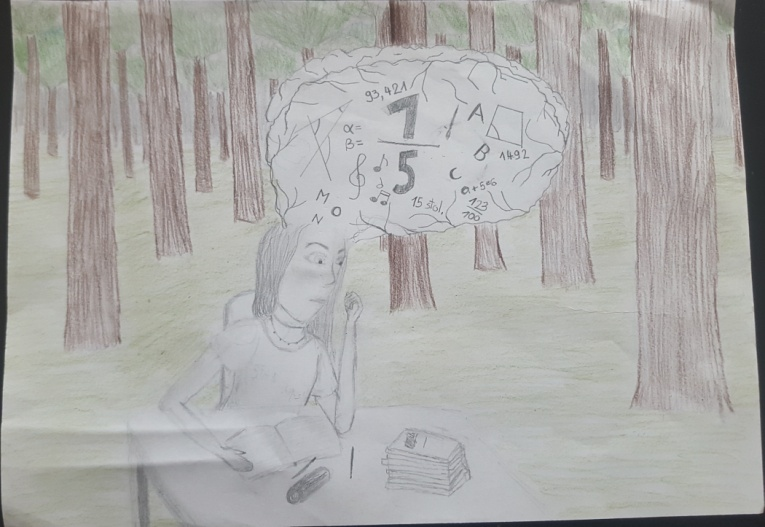 93,421
1
5
α=
β=
A
B
C
1492
a+5·6
123
100
15 stol.
M
N O